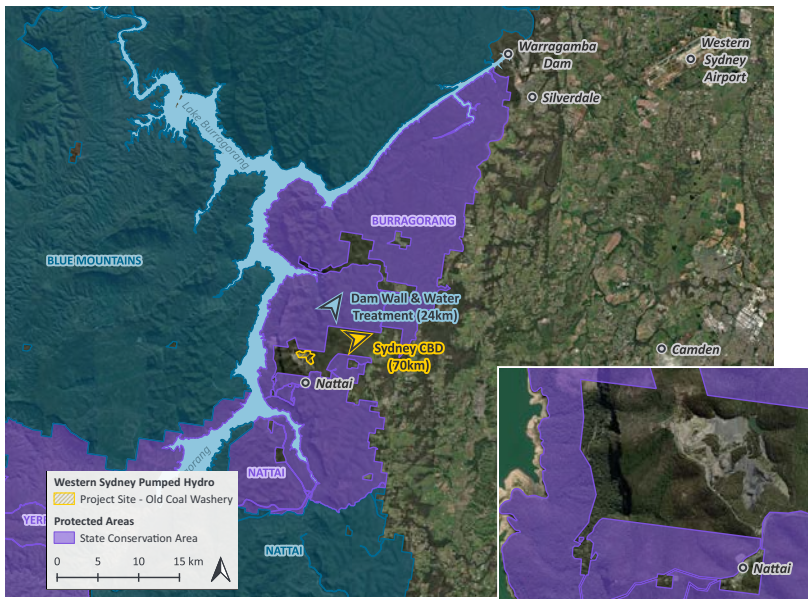 Warragamba
Dam
Western
Sydney
Airport
Silverdale
Lake Burragorang
BURRAGORANG
BLUE MOUNTAINS
Dam Wall & Water
Treatment (24km)
Sydney CBD
(70km)
Camden
Nattai
NATTAI
orang
YERR
NATTAI
Western Sydney Pumped Hydro
Project Site - Old Coal Washery
Protected Areas
State Conservation Area
0 5 10 15 km
Nattai